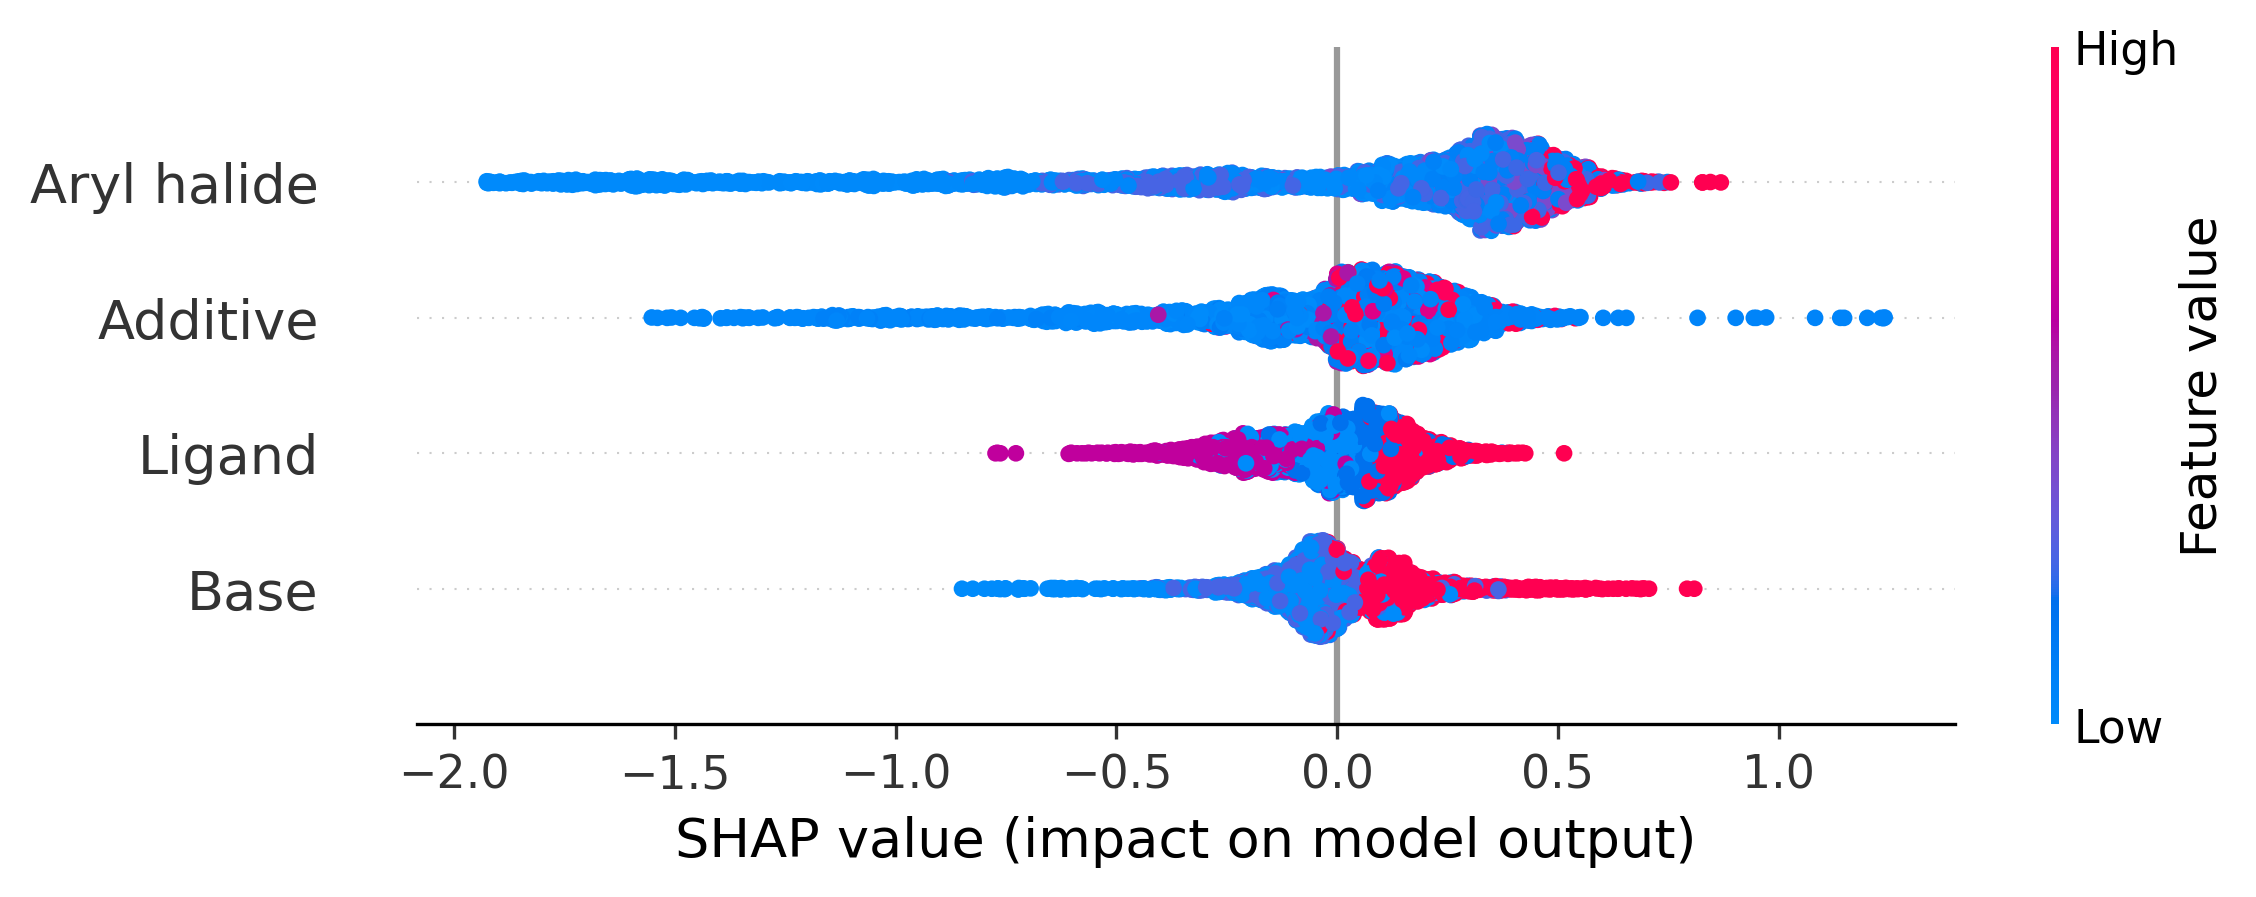 High
Aryl halide
Additive
Ligand
Base
Feature value
Low
−2.0 −1.5 −1.0 −0.5 0.0 0.5 1.0
SHAP value (impact on model output)